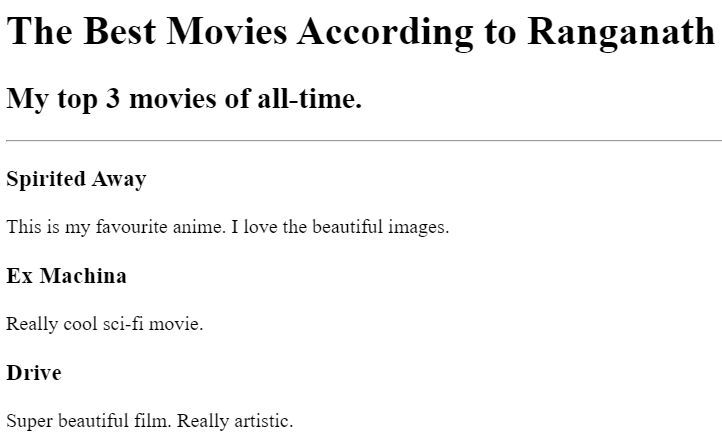 The Best Movies According to Ranganath
My top 3 movies of all-time.
Spirited Away
This is my favourite anime. I love the beautiful images.
Ex Machina
Really cool sci-fi movie.
Drive
Super beautiful film. Really artistic.